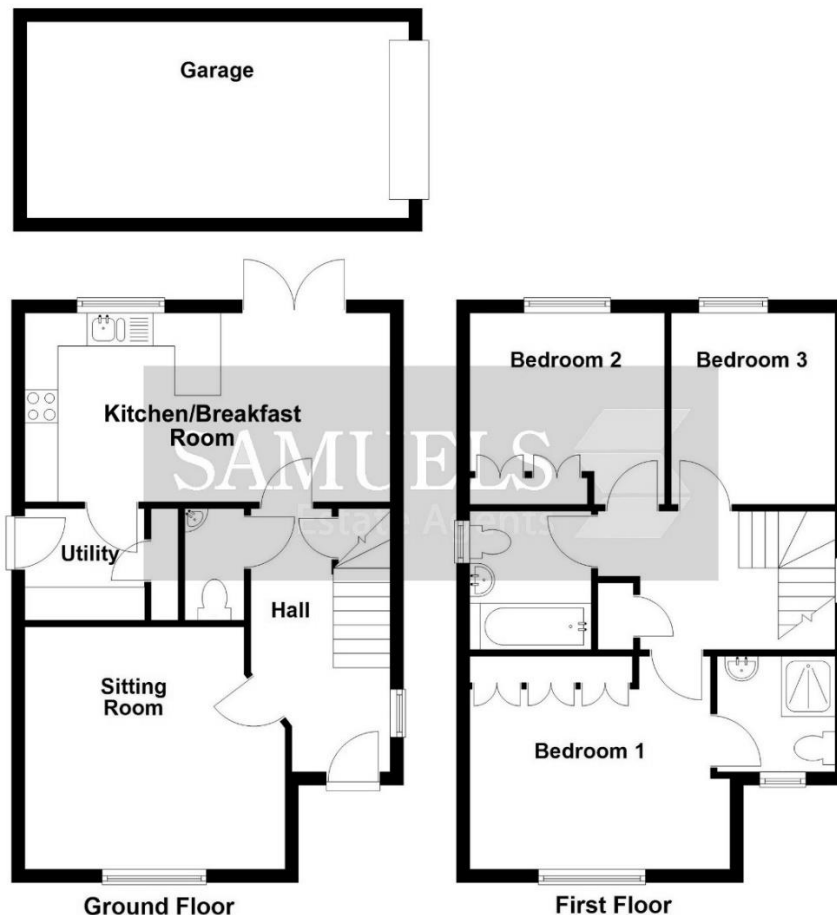 Garage
Kitchen/Breakfast
Room
Utility
Hall
Sitting
Room
Ground Floor
Bedroom 2
Bedroom 3
Bedroom 1
First Floor
SAMUELS
Estate Agents